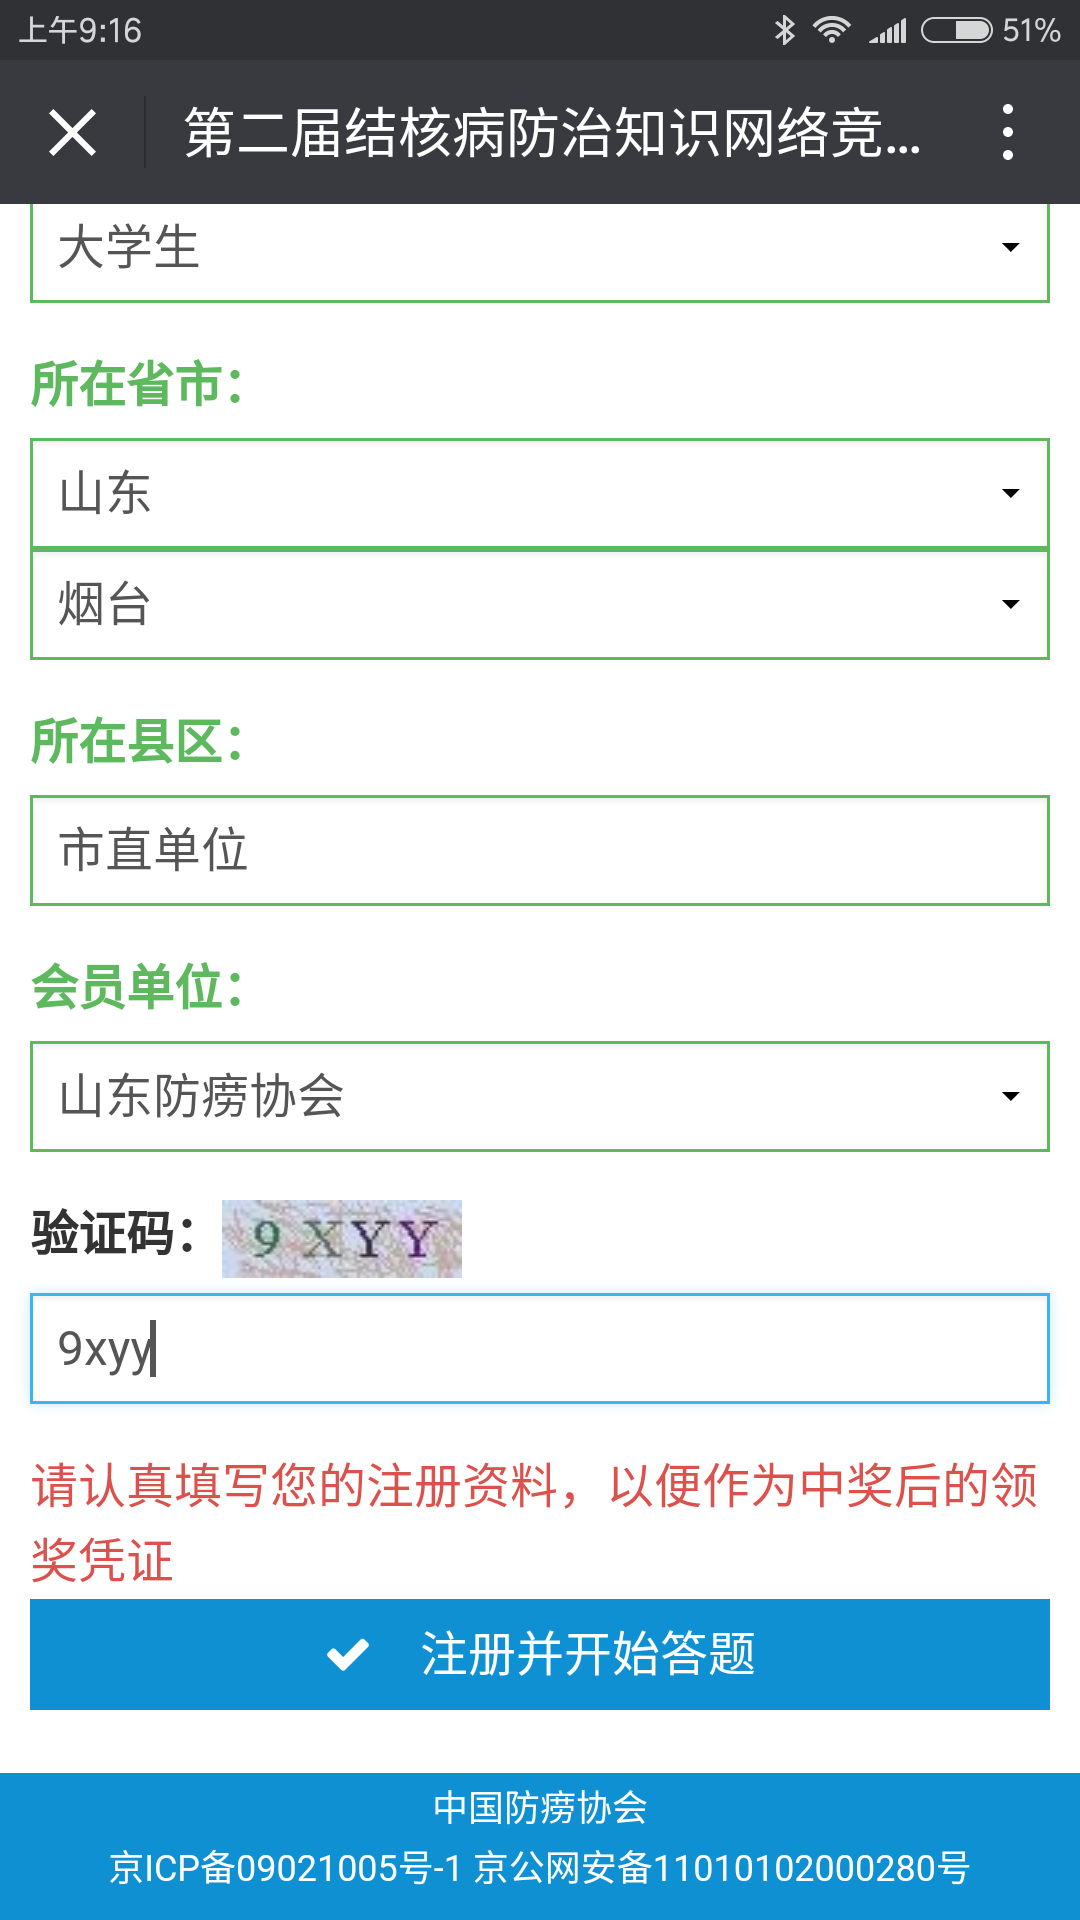 上午9:16
51%
第二届结核病防治知识网络竞...
大学生
所在省市：
山东
烟台
所在县区：
市直单位
会员单位：
山东防痨协会
验证码：
9 X Y Y
9xyy
请认真填写您的注册资料，以便作为中奖后的领
奖凭证
注册并开始答题
中国防痨协会
京ICP备09021005号-1 京公网安备11010102000280号